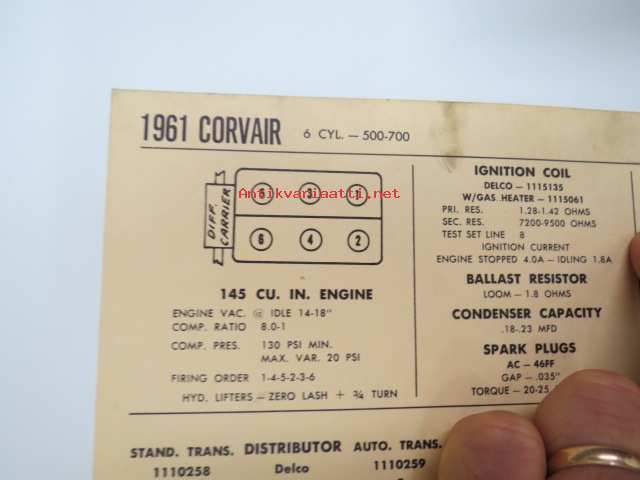 1961 CORVAIR 6 CYL. — 500-700
DIFF. CARRIER
5 3 1
6 4 2
Antikvariaatti.net
145 CU. IN. ENGINE
ENGINE VAC. @ IDLE 14-18"
COMP. RATIO 8.0-1
COMP. PRES. 130 PSI MIN.
MAX. VAR. 20 PSI
FIRING ORDER 1-4-5-2-3-6
HYD. LIFTERS — ZERO LASH + ¾ TURN
IGNITION COIL
DELCO — 1115135
W/GAS HEATER — 1115061
PRI. RES. 1.28-1.42 OHMS
SEC. RES. 7200-9500 OHMS
TEST SET LINE 8
IGNITION CURRENT
ENGINE STOPPED 4.0A — IDLING 1.8A
BALLAST RESISTOR
LOOM — 1.8 OHMS
CONDENSER CAPACITY
.18-.23 MFD
SPARK PLUGS
AC — 46FF
GAP — .035"
TORQUE — 20-25
STAND. TRANS. DISTRIBUTOR AUTO. TRANS.
1110258 Delco 1110259